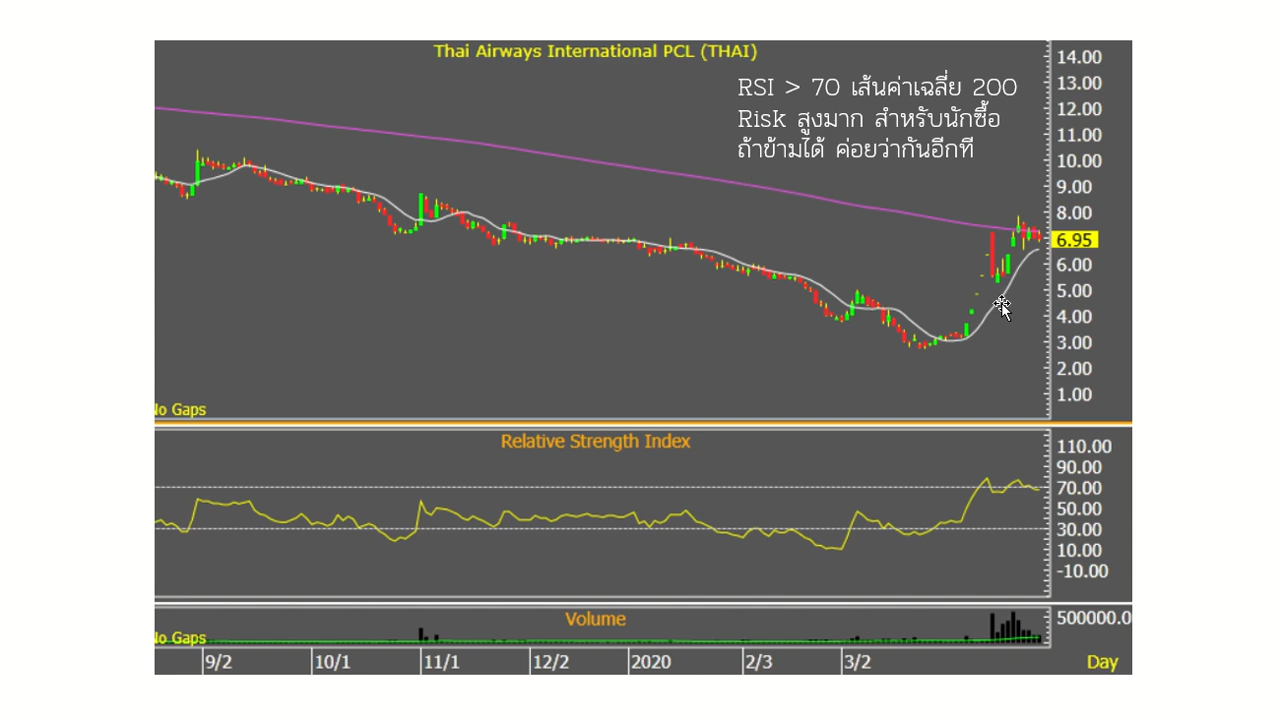 Thai Airways International PCL (THAI)
RSI > 70 เส้นค่าเฉลี่ย 200
Risk สูงมาก สำหรับนักซื้อ
ถ้าข้ามได้ ค่อยว่ากันอีกที
14.00
13.00
12.00
11.00
10.00
9.00
8.00
6.95
6.00
5.00
4.00
3.00
2.00
1.00
No Gaps
Relative Strength Index
110.00
90.00
70.00
50.00
30.00
10.00
-10.00
Volume
500000.0
No Gaps
9/2 10/1 11/1 12/2 2020 2/3 3/2 Day